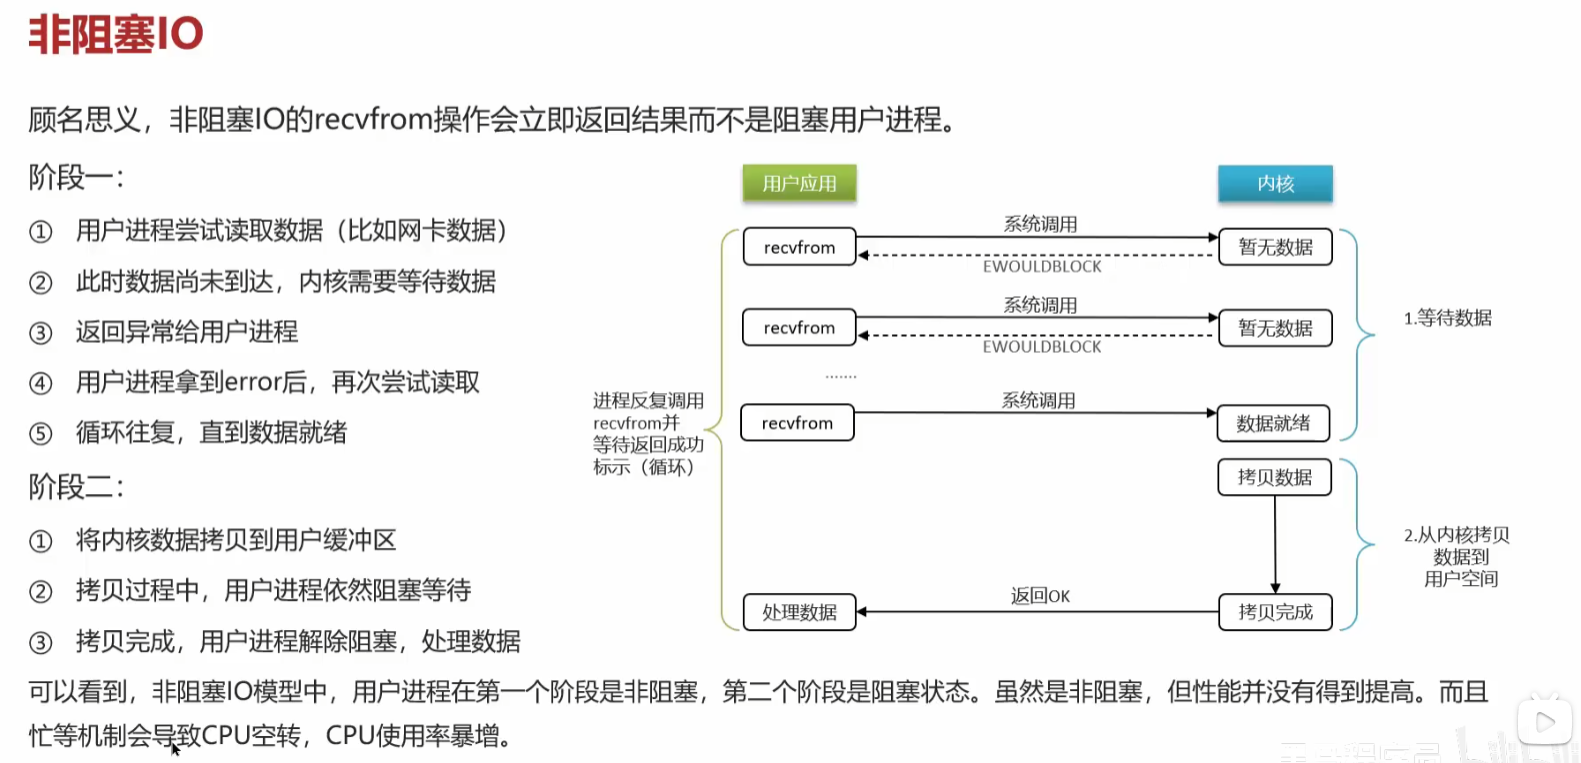 非阻塞IO
顾名思义，非阻塞IO的recvfrom操作会立即返回结果而不是阻塞用户进程。
阶段一：
① 用户进程尝试读取数据（比如网卡数据）
② 此时数据尚未到达，内核需要等待数据
③ 返回异常给用户进程
④ 用户进程拿到error后，再次尝试读取
⑤ 循环往复，直到数据就绪
阶段二：
① 将内核数据拷贝到用户缓冲区
② 拷贝过程中，用户进程依然阻塞等待
③ 拷贝完成，用户进程解除阻塞，处理数据
用户应用
内核
recvfrom
系统调用
暂无数据
EWOULDBLOCK
recvfrom
系统调用
暂无数据
EWOULDBLOCK
.......
recvfrom
系统调用
数据就绪
进程反复调用
recvfrom并
等待返回成功
标示（循环）
1.等待数据
拷贝数据
2.从内核拷贝
数据到
用户空间
处理数据
返回OK
拷贝完成
可以看到，非阻塞IO模型中，用户进程在第一个阶段是非阻塞，第二个阶段是阻塞状态。虽然是非阻塞，但性能并没有得到提高。而且
忙等机制会导致CPU空转，CPU使用率暴增。